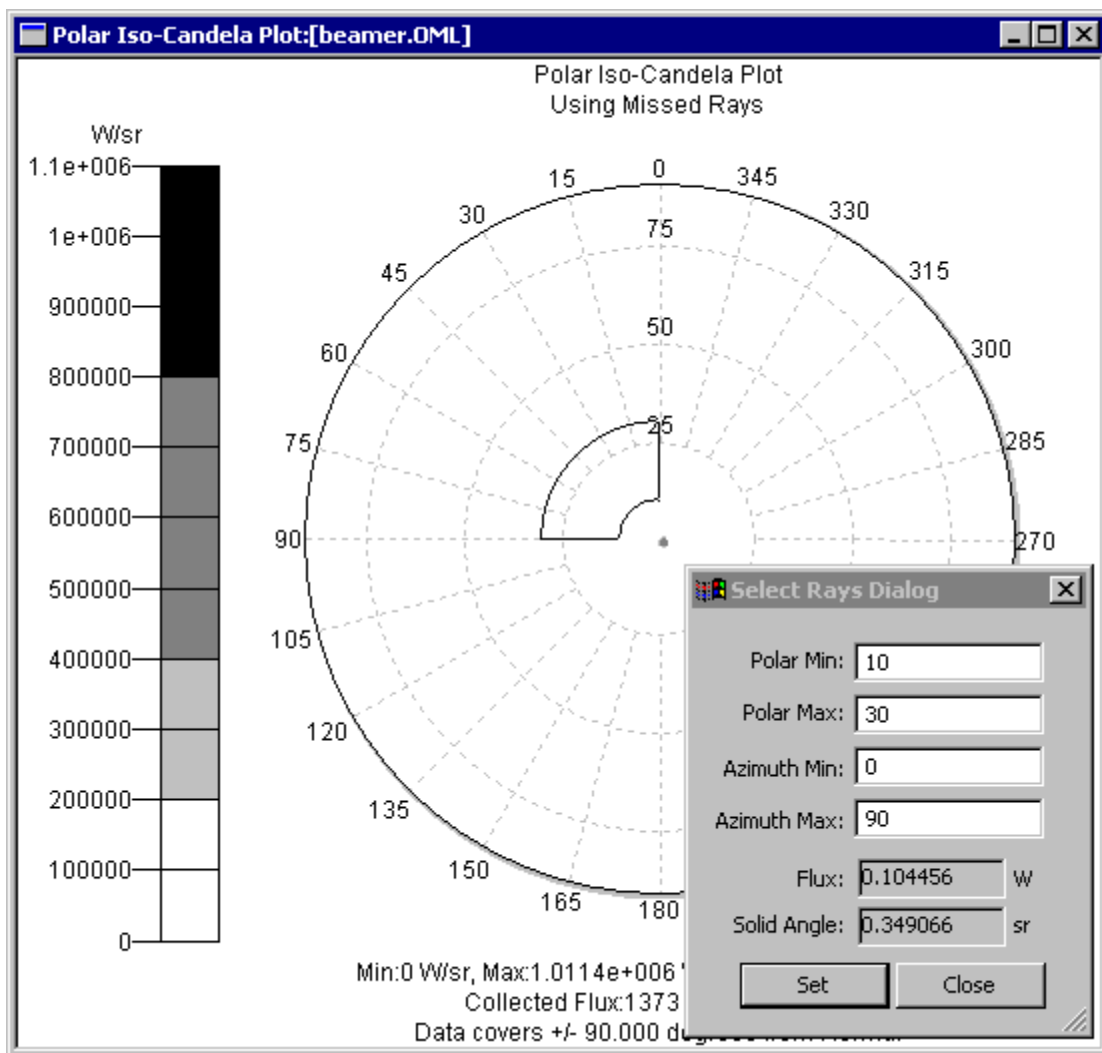 Polar Iso-Candela Plot:[beamer.OML]
Polar Iso-Candela Plot
Using Missed Rays
W/sr
1.1e+006
1e+006
900000
800000
700000
600000
500000
400000
300000
200000
100000
0
0
15
345
30
330
45
315
60
300
75
285
90
270
105
120
135
150
165
180
75
50
25
Select Rays Dialog
Polar Min: 10
Polar Max: 30
Azimuth Min: 0
Azimuth Max: 90
Flux: 0.104456 W
Solid Angle: 0.349066 sr
Set Close
Min:0 W/sr, Max:1.0114e+006
Collected Flux:1373
Data covers +/- 90.000